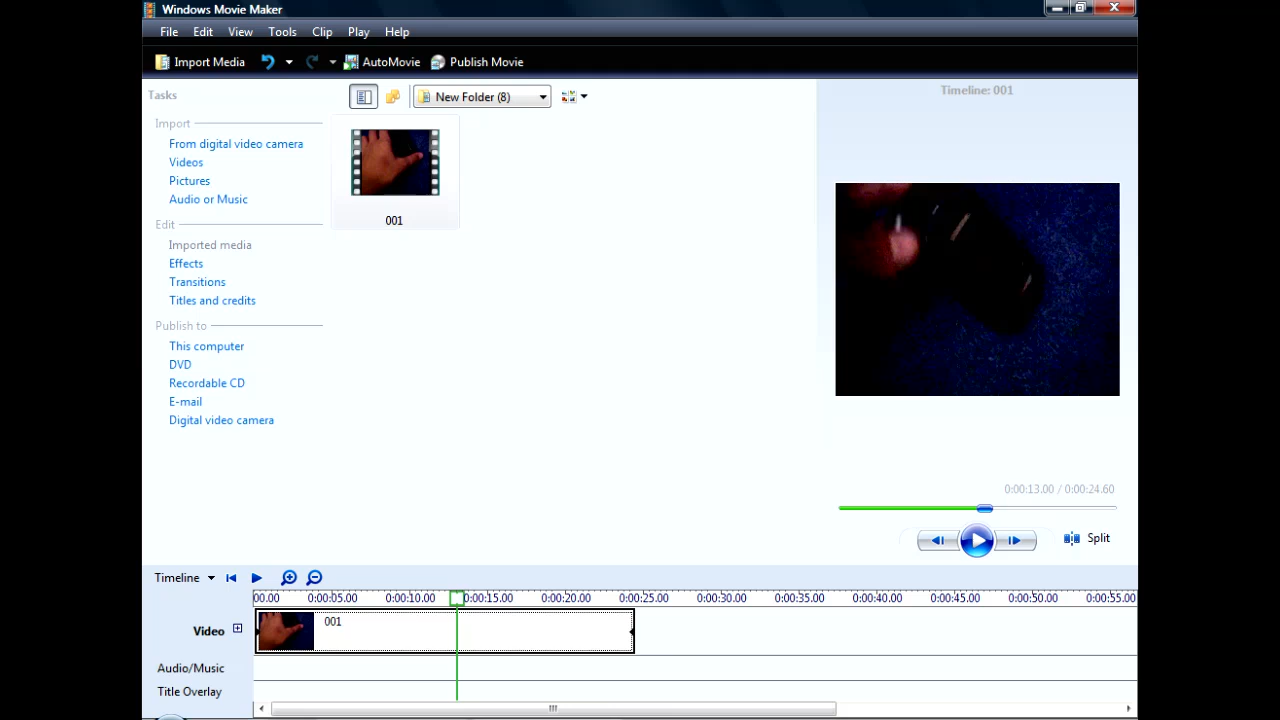 Windows Movie Maker
File Edit View Tools Clip Play Help
Import Media AutoMovie Publish Movie
Tasks
Import
From digital video camera
Videos
Pictures
Audio or Music
Edit
Imported media
Effects
Transitions
Titles and credits
Publish to
This computer
DVD
Recordable CD
E-mail
Digital video camera
New Folder (8)
001
Timeline: 001
0:00:13.00 / 0:00:24.60
Split
Timeline
00.00 0:00:05.00 0:00:10.00 0:00:15.00 0:00:20.00 0:00:25.00 0:00:30.00 0:00:35.00 0:00:40.00 0:00:45.00 0:00:50.00 0:00:55.00
Video
001
Audio/Music
Title Overlay